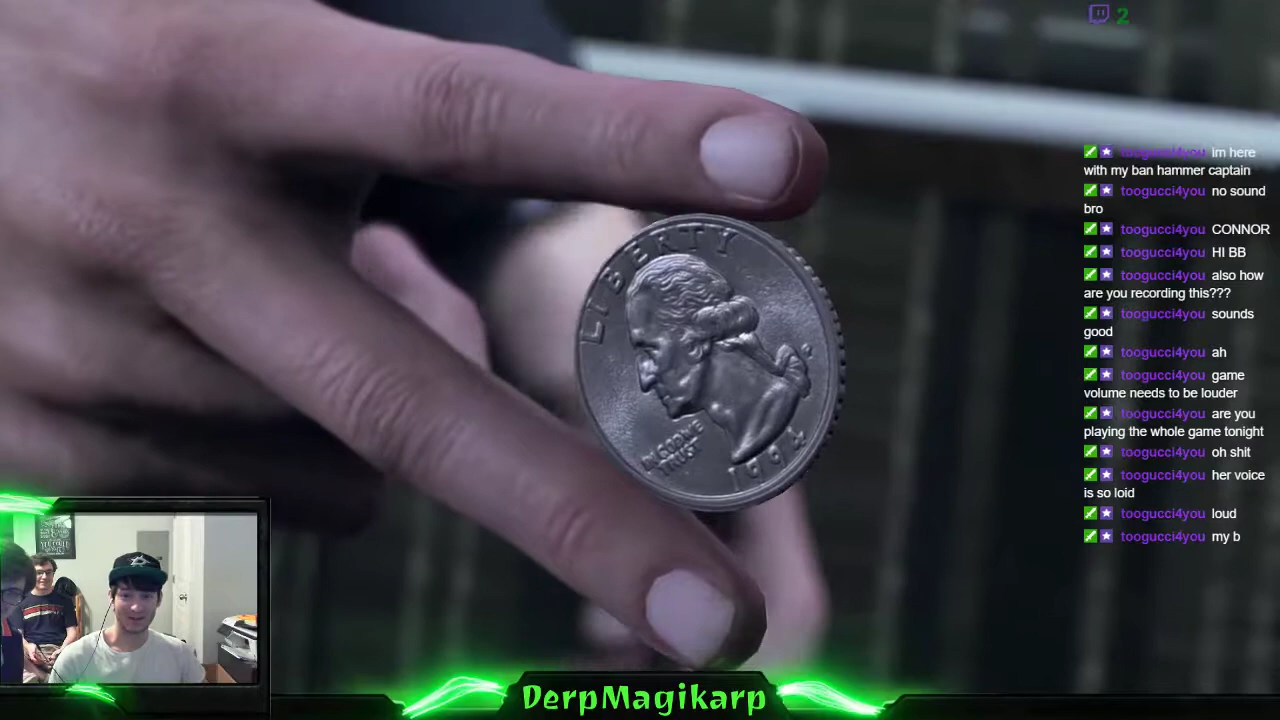 2
toogucci4you Im here
with my ban hammer captain
toogucci4you no sound
bro
toogucci4you CONNOR
toogucci4you HI BB
toogucci4you also how
are you recording this???
toogucci4you sounds
good
toogucci4you ah
toogucci4you game
volume needs to be louder
toogucci4you are you
playing the whole game tonight
toogucci4you oh shit
toogucci4you her voice
is so loid
toogucci4you loud
toogucci4you my b
LIBERTY
IN GOD WE
TRUST
1994
DerpMagikarp